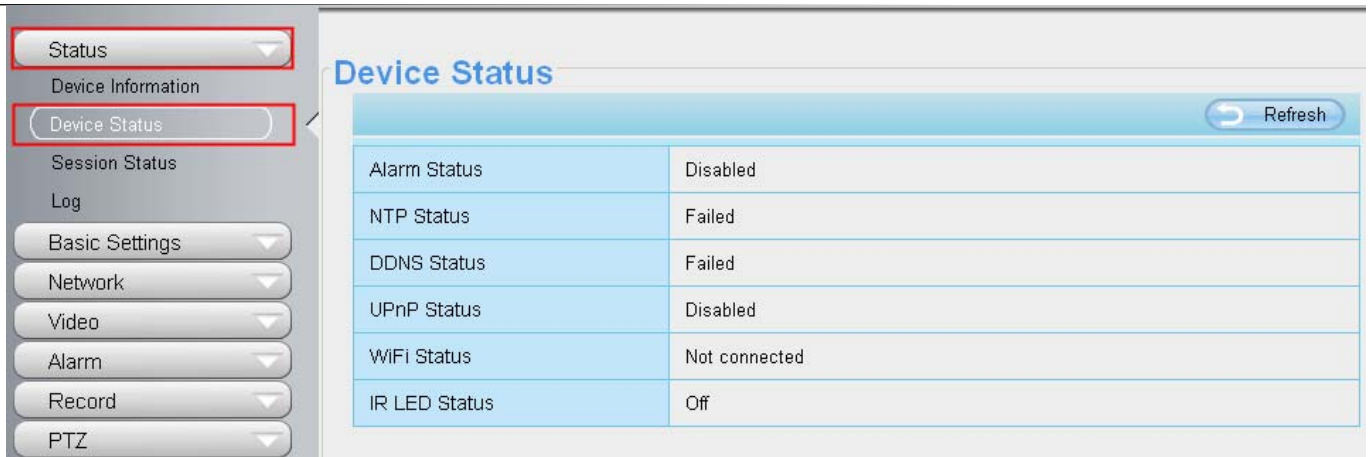 Status
Device Information
Device Status
Session Status
Log
Basic Settings
Network
Video
Alarm
Record
PTZ
Device Status
Refresh
Alarm Status Disabled
NTP Status Failed
DDNS Status Failed
UPnP Status Disabled
WiFi Status Not connected
IR LED Status Off